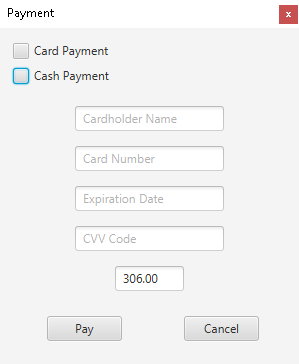 Payment x
Card Payment
Cash Payment
Cardholder Name
Card Number
Expiration Date
CVV Code
306.00
Pay Cancel